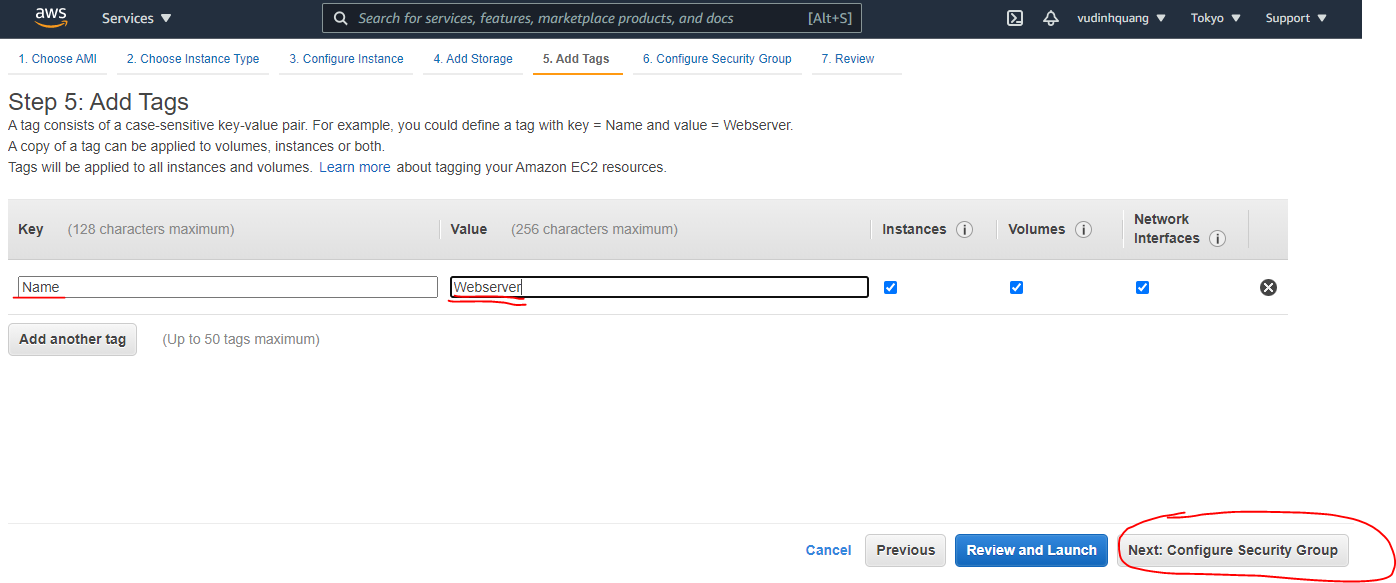 aws Services Search for services, features, marketplace products, and docs [Alt+S] vudinhquang Tokyo Support
1. Choose AMI 2. Choose Instance Type 3. Configure Instance 4. Add Storage 5. Add Tags 6. Configure Security Group 7. Review
Step 5: Add Tags
A tag consists of a case-sensitive key-value pair. For example, you could define a tag with key = Name and value = Webserver.
A copy of a tag can be applied to volumes, instances or both.
Tags will be applied to all instances and volumes. Learn more about tagging your Amazon EC2 resources.
Key (128 characters maximum) Value (256 characters maximum) Instances i Volumes i Network
Interfaces i
Name Webserver
Add another tag (Up to 50 tags maximum)
Cancel Previous Review and Launch Next: Configure Security Group